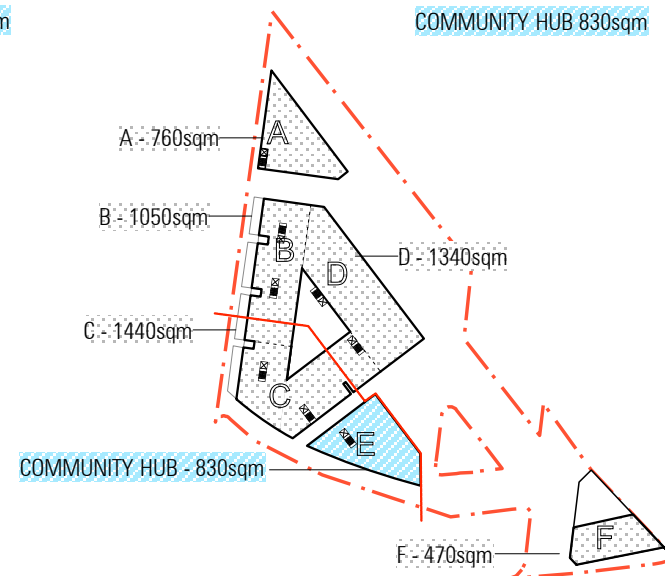 m
COMMUNITY HUB 830sqm
A
A - 760sqm
B - 1050sqm
B
D
D - 1340sqm
C - 1440sqm
C
E
COMMUNITY HUB - 830sqm
F
F - 470sqm